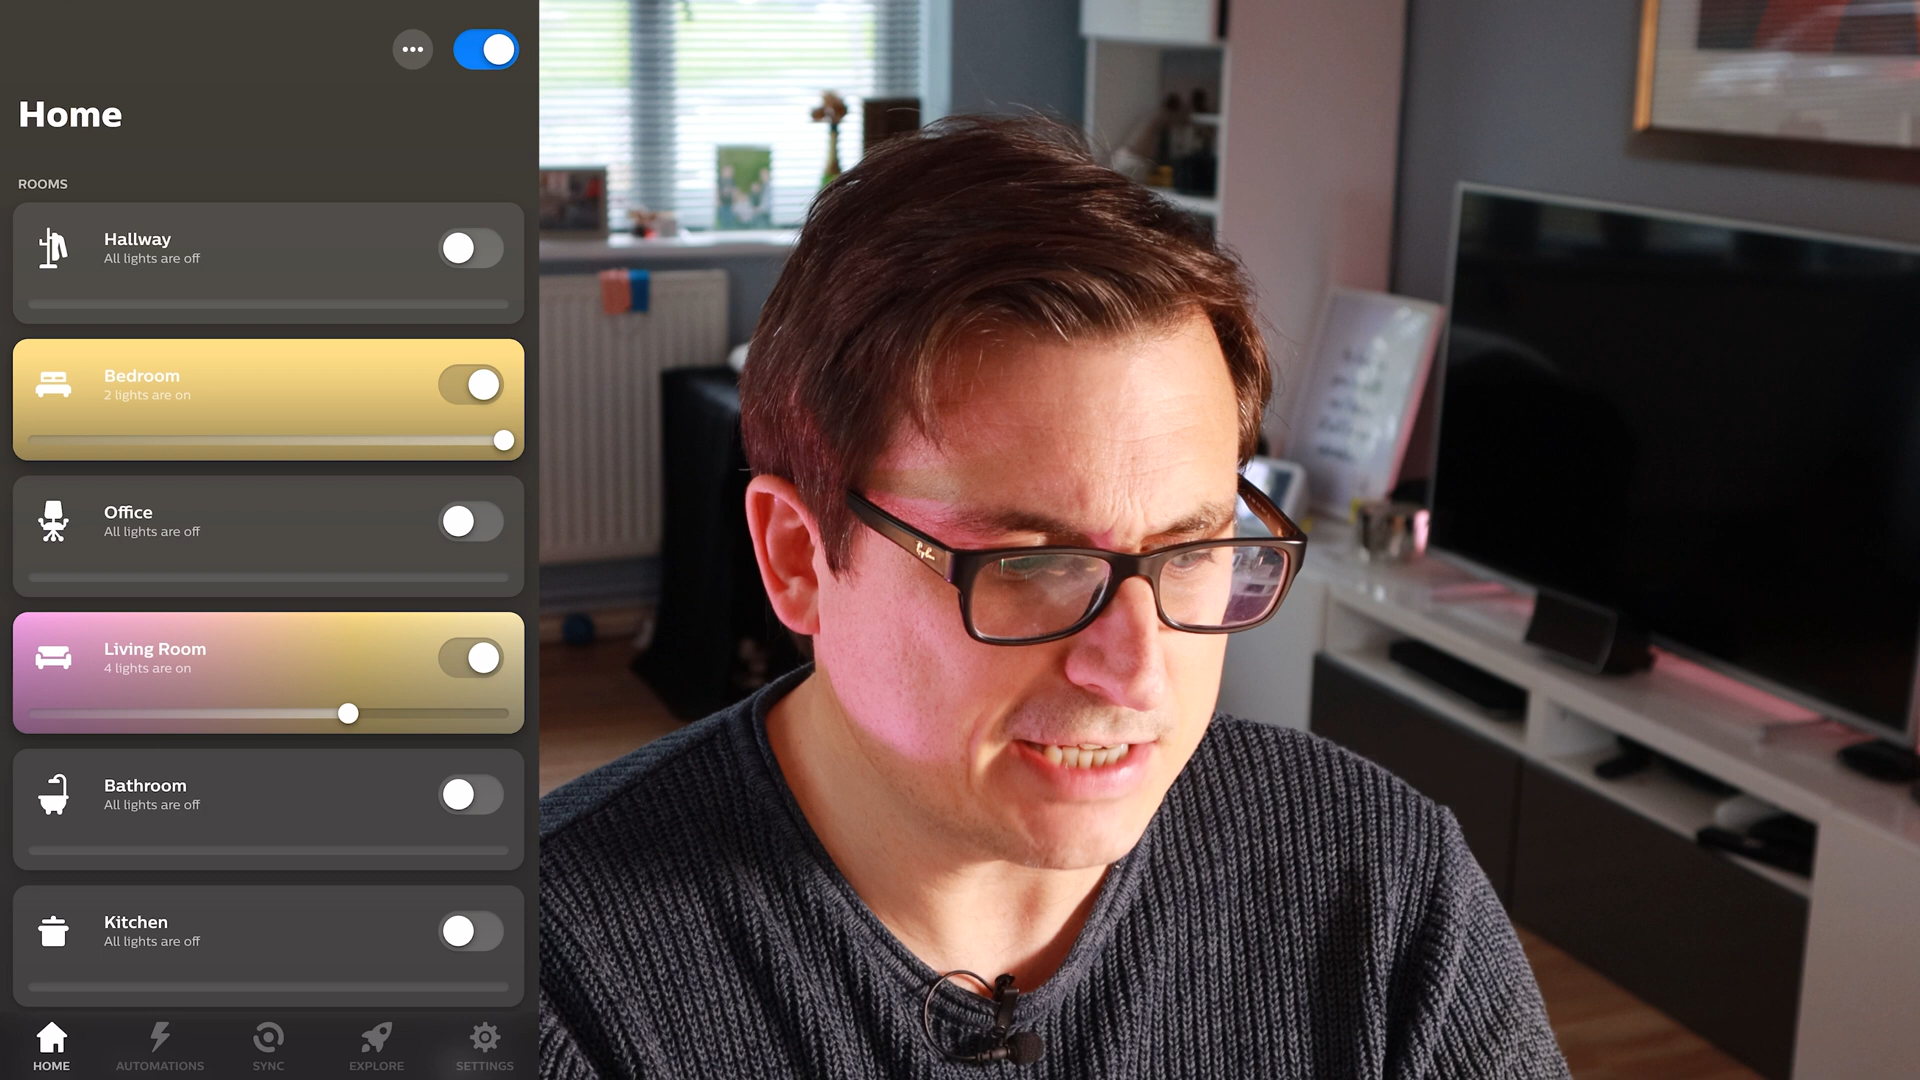 Home
ROOMS
Hallway
All lights are off
Bedroom
2 lights are on
Office
All lights are off
Living Room
4 lights are on
Bathroom
All lights are off
Kitchen
All lights are off
HOME
AUTOMATIONS
SYNC
EXPLORE
SETTINGS
Ray-Ban